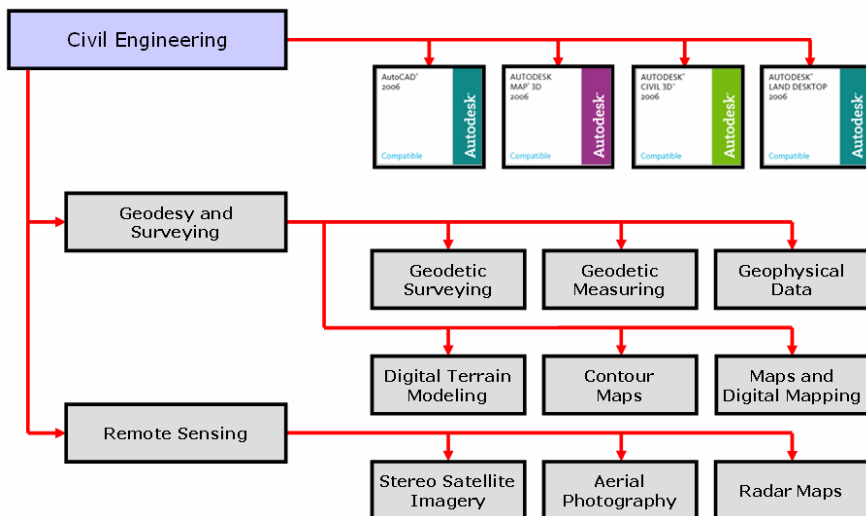 Civil Engineering
AutoCAD®
2006
Compatible
Autodesk®
AUTODESK
MAP® 3D
2006
Compatible
Autodesk®
AUTODESK®
CIVIL 3D™
2006
Compatible
Autodesk®
AUTODESK®
LAND DESKTOP
2006
Compatible
Autodesk®
Geodesy and
Surveying
Geodetic
Surveying
Geodetic
Measuring
Geophysical
Data
Digital Terrain
Modeling
Contour
Maps
Maps and
Digital Mapping
Remote Sensing
Stereo Satellite
Imagery
Aerial
Photography
Radar Maps